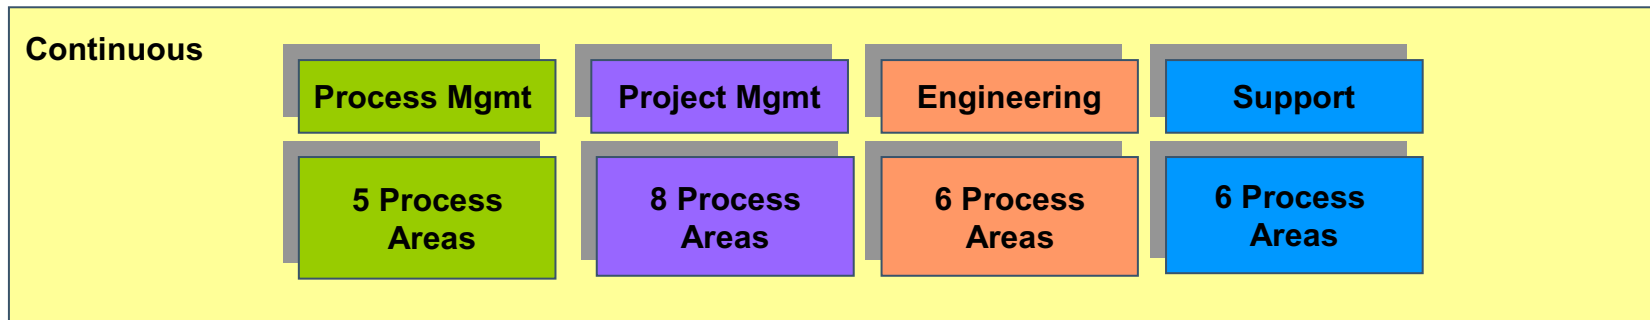 Continuous
Process Mgmt
Project Mgmt
Engineering
Support
5 Process
Areas
8 Process
Areas
6 Process
Areas
6 Process
Areas